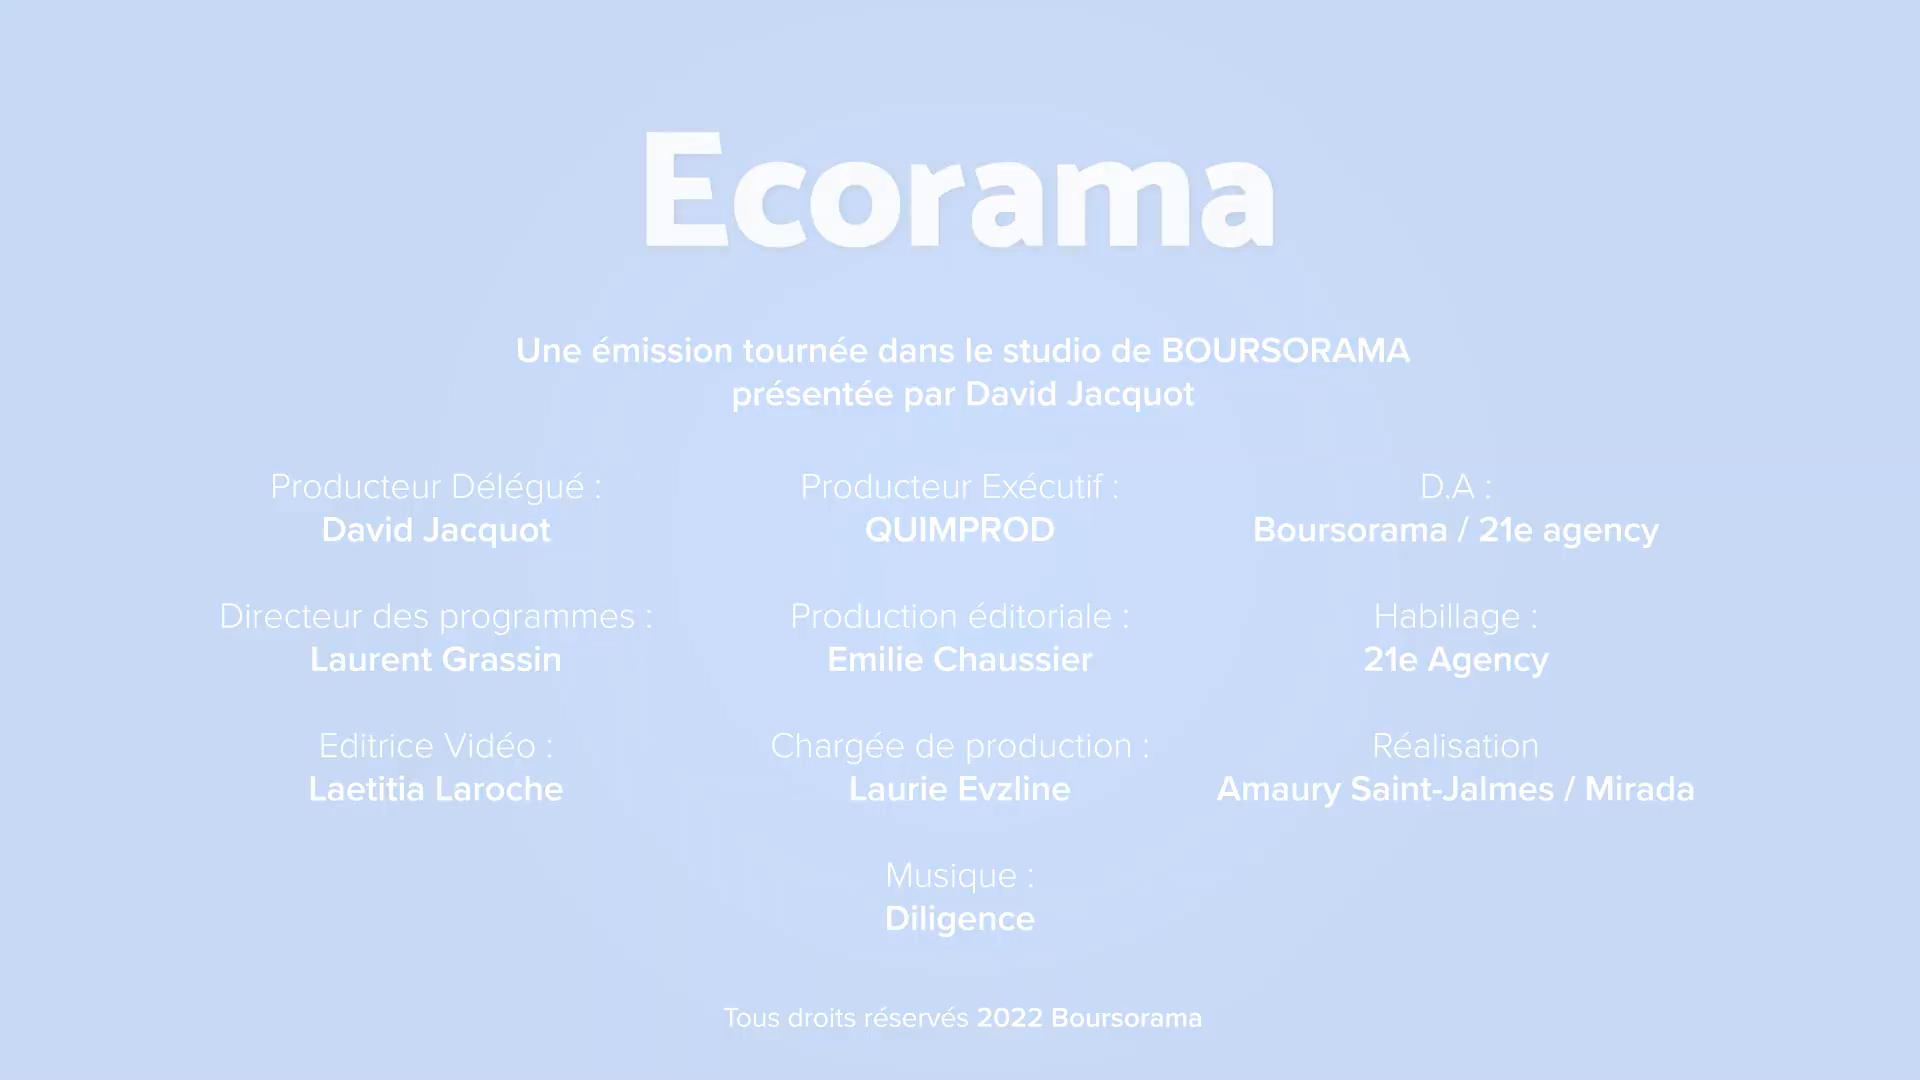 Ecorama
Une émission tournée dans le studio de BOURSORAMA
présentée par David Jacquot
Producteur Délégué :
David Jacquot
Producteur Exécutif :
QUIMPROD
D.A :
Boursorama / 21e agency
Directeur des programmes :
Laurent Grassin
Production éditoriale :
Emilie Chaussier
Habillage :
21e Agency
Editrice Vidéo :
Laetitia Laroche
Chargée de production :
Laurie Evzline
Réalisation
Amaury Saint-Jalmes / Mirada
Musique :
Diligence
Tous droits réservés 2022 Boursorama